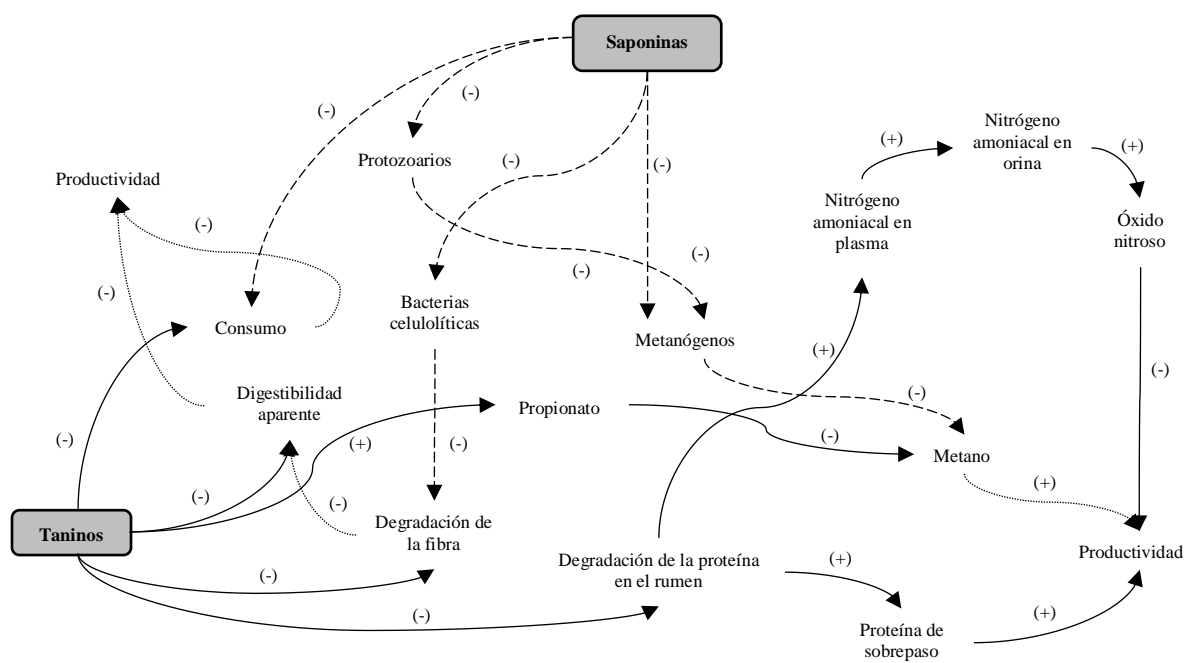 Saponinas
(-)
(-)
Nitrógeno
amoniacal en
orina
(+)
(+)
Protozoarios
(-)
(-)
Productividad
Nitrógeno
amoniacal en
plasma
Óxido
nitroso
(-)
(-)
(-)
(-)
Bacterias
celulolíticas
Consumo
Metanógenos
(+)
(-)
Digestibilidad
aparente
(-)
Propionato
(-)
(+)
(-)
(-)
Metano
(+)
(-)
(-)
Taninos
Degradación de
la fibra
Degradación de la proteína
en el rumen
Productividad
(+)
(-)
(-)
(+)
Proteína de
sobrepaso